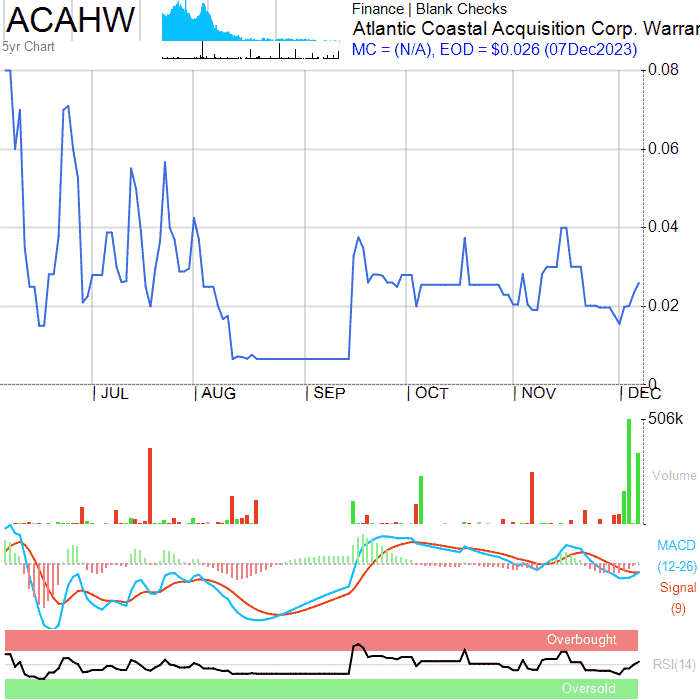 ACAHW
5yr Chart
Finance | Blank Checks
Atlantic Coastal Acquisition Corp. Warran
MC = (N/A), EOD = $0.026 (07Dec2023)
0.08
0.06
0.04
0.02
0
JUL AUG SEP OCT NOV DEC
506k
Volume
MACD
(12-26)
Signal
(9)
Overbought
RSI(14)
Oversold